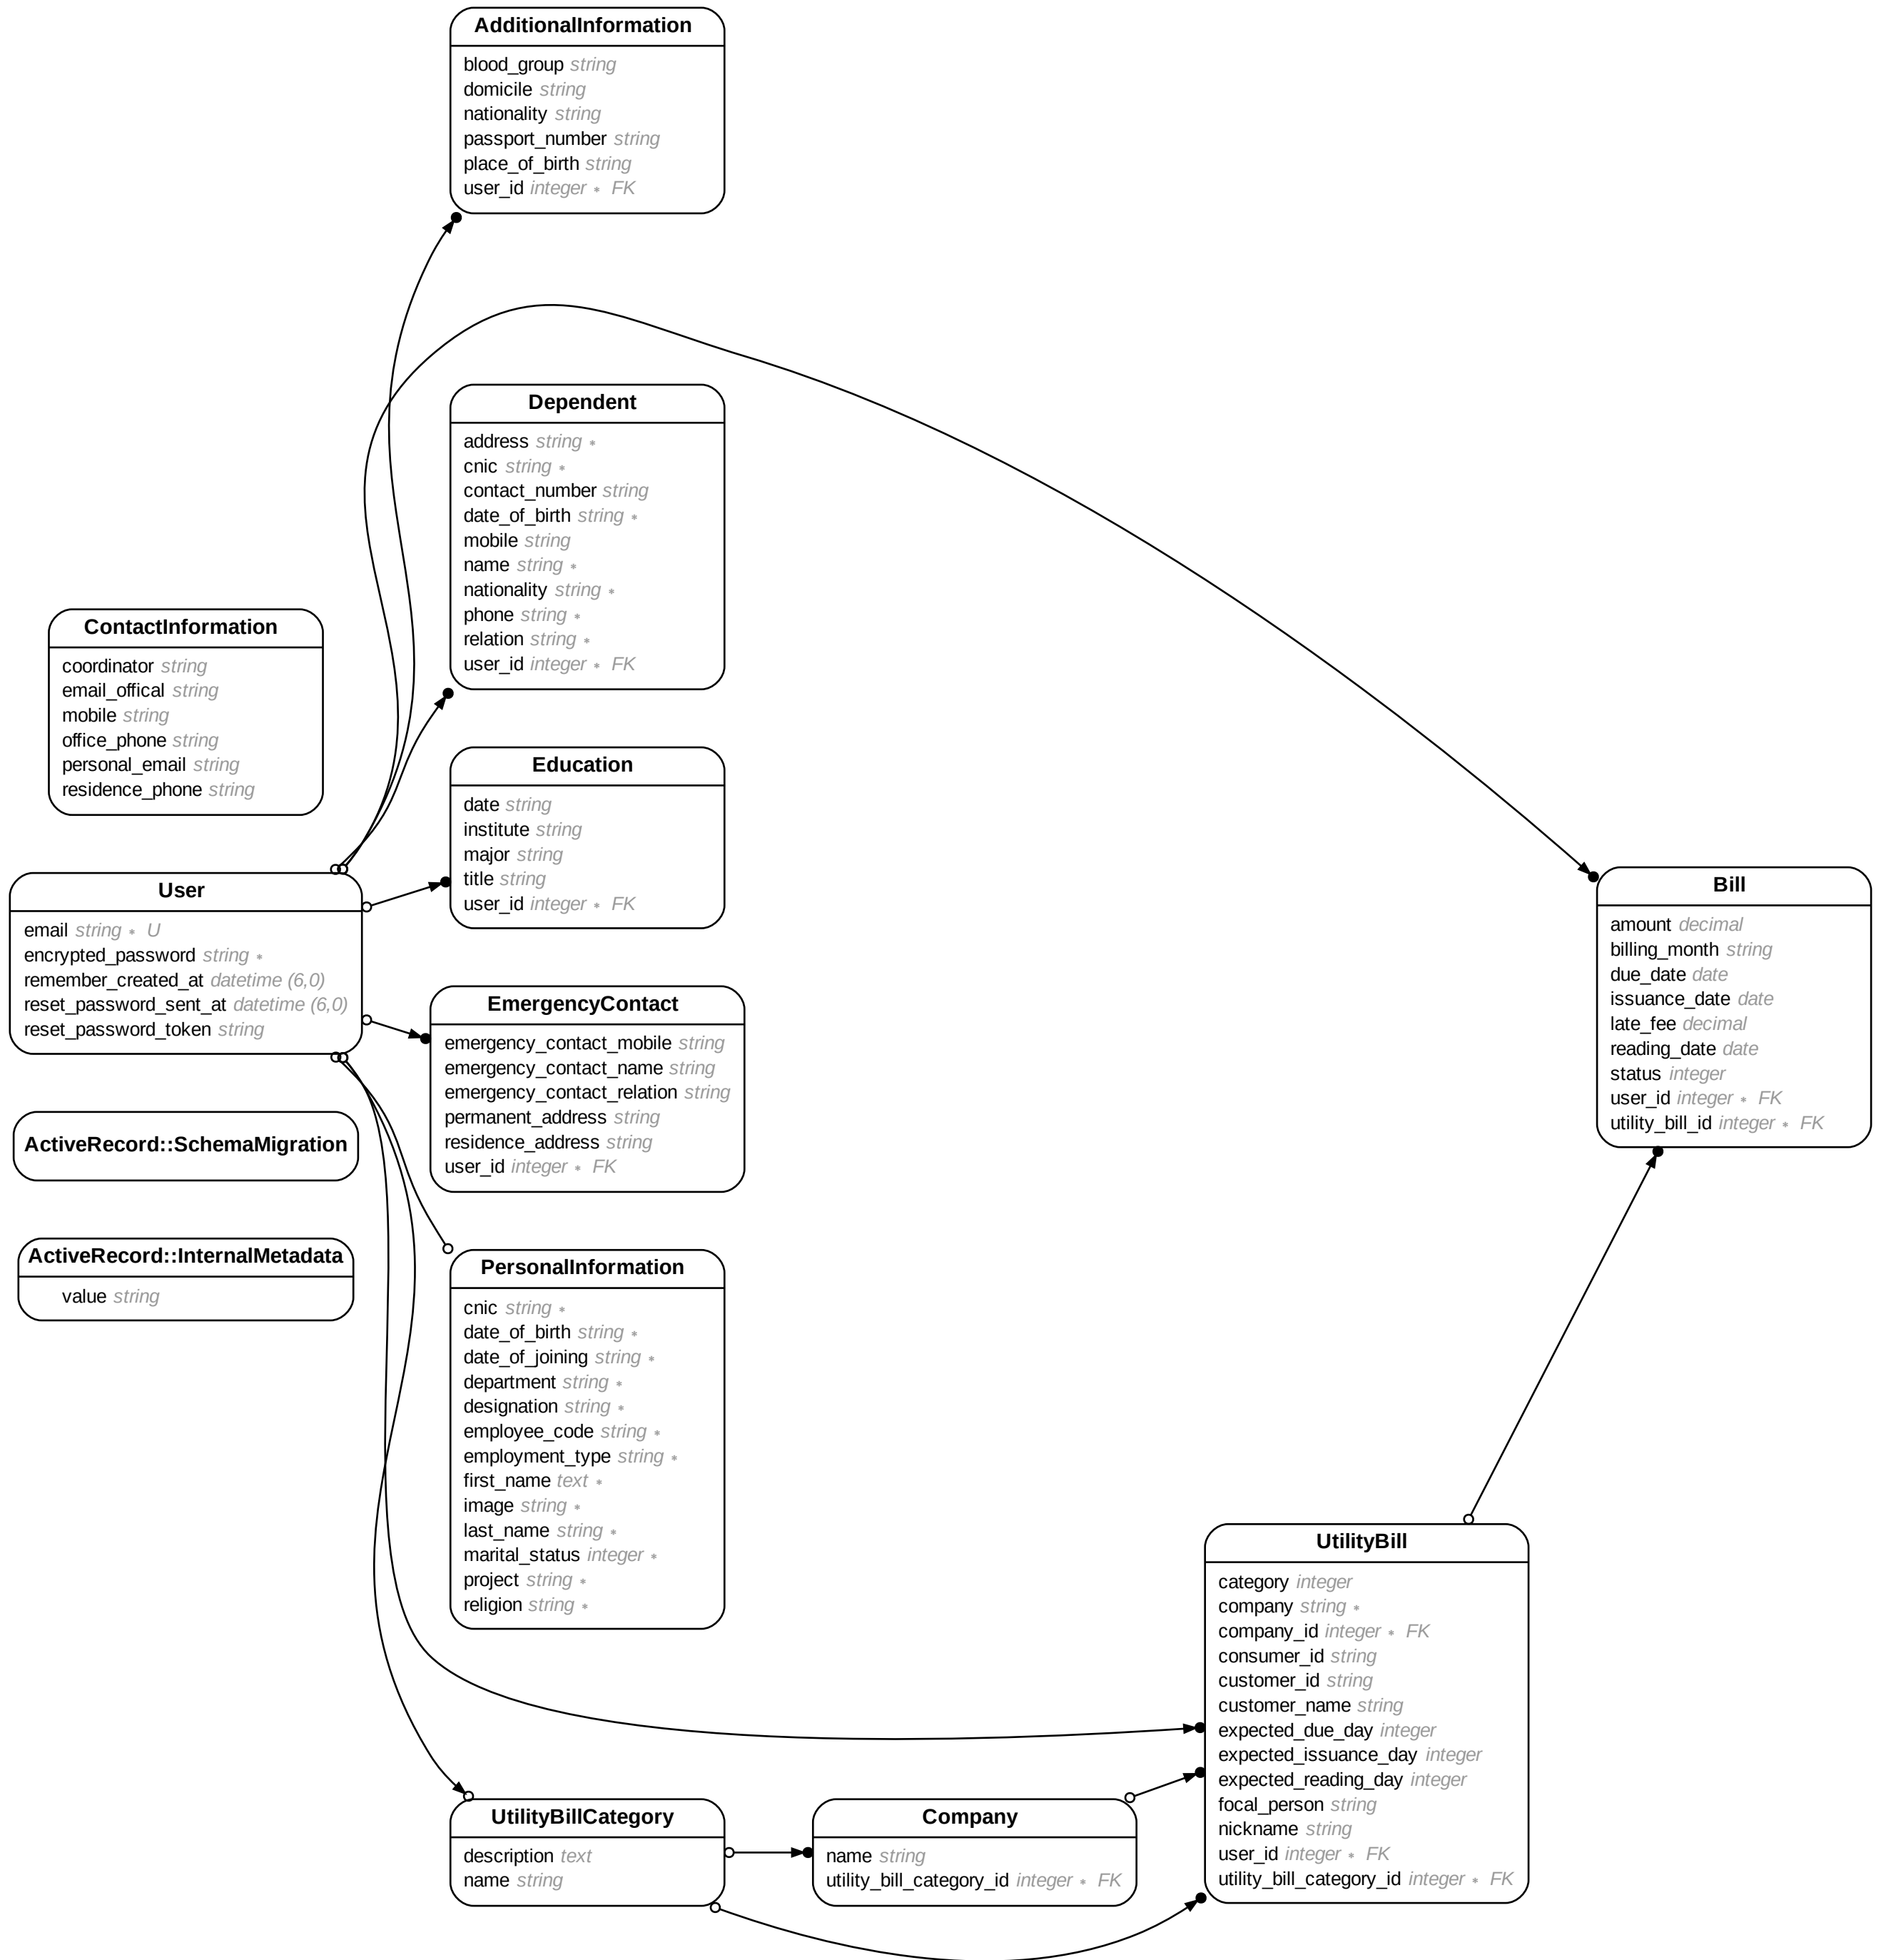 AdditionalInformation
blood_group string
domicile string
nationality string
passport_number string
place_of_birth string
user_id integer * FK
Dependent
address string *
cnic string *
contact_number string
date_of_birth string *
mobile string
name string *
nationality string *
phone string *
relation string *
user_id integer * FK
ContactInformation
coordinator string
email_offical string
mobile string
office_phone string
personal_email string
residence_phone string
Education
date string
institute string
major string
title string
user_id integer * FK
User
email string * U
encrypted_password string *
remember_created_at datetime (6,0)
reset_password_sent_at datetime (6,0)
reset_password_token string
Bill
amount decimal
billing_month string
due_date date
issuance_date date
late_fee decimal
reading_date date
status integer
user_id integer * FK
utility_bill_id integer * FK
EmergencyContact
emergency_contact_mobile string
emergency_contact_name string
emergency_contact_relation string
permanent_address string
residence_address string
user_id integer * FK
ActiveRecord::SchemaMigration
ActiveRecord::InternalMetadata
value string
PersonalInformation
cnic string *
date_of_birth string *
date_of_joining string *
department string *
designation string *
employee_code string *
employment_type string *
first_name text *
image string *
last_name string *
marital_status integer *
project string *
religion string *
UtilityBill
category integer
company string *
company_id integer * FK
consumer_id string
customer_id string
customer_name string
expected_due_day integer
expected_issuance_day integer
expected_reading_day integer
focal_person string
nickname string
user_id integer * FK
utility_bill_category_id integer * FK
UtilityBillCategory
description text
name string
Company
name string
utility_bill_category_id integer * FK